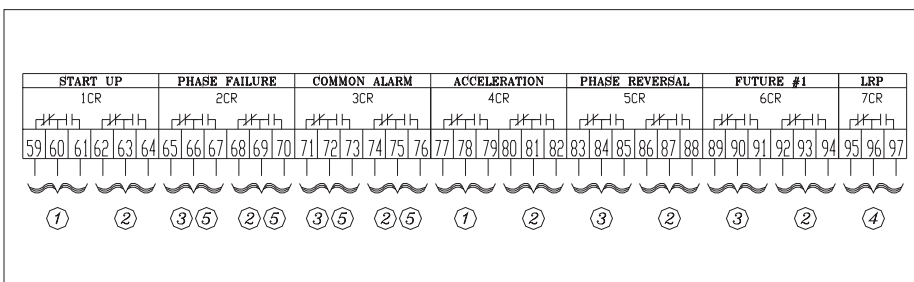 START UP PHASE FAILURE COMMON ALARM ACCELERATION PHASE REVERSAL FUTURE #1 LRP
1CR 2CR 3CR 4CR 5CR 6CR 7CR
59 60 61 62 63 64 65 66 67 68 69 70 71 72 73 74 75 76 77 78 79 80 81 82 83 84 85 86 87 88 89 90 91 92 93 94 95 96 97
1 2 3 5 2 5 3 5 2 5 1 2 3 2 3 2 4